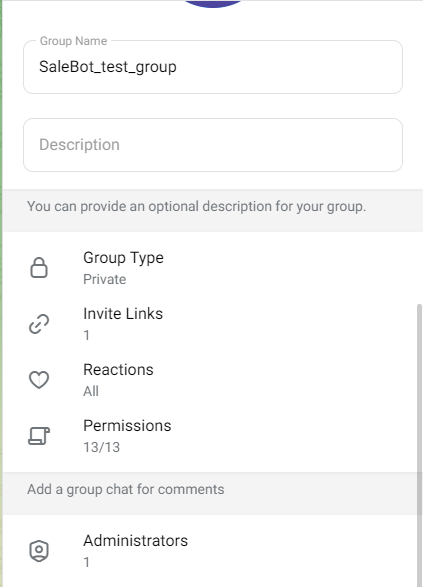 Group Name
SaleBot_test_group
Description
You can provide an optional description for your group.
Group Type
Private
Invite Links
1
Reactions
All
Permissions
13/13
Add a group chat for comments
Administrators
1